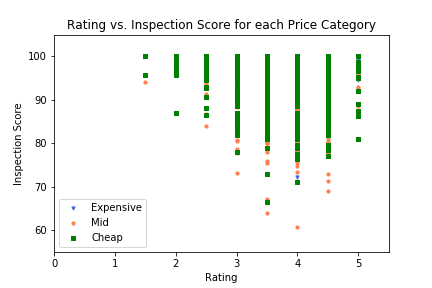 Rating vs. Inspection Score for each Price Category
100
90
80
70
60
Inspection Score
Expensive
Mid
Cheap
0 1 2 3 4 5
Rating